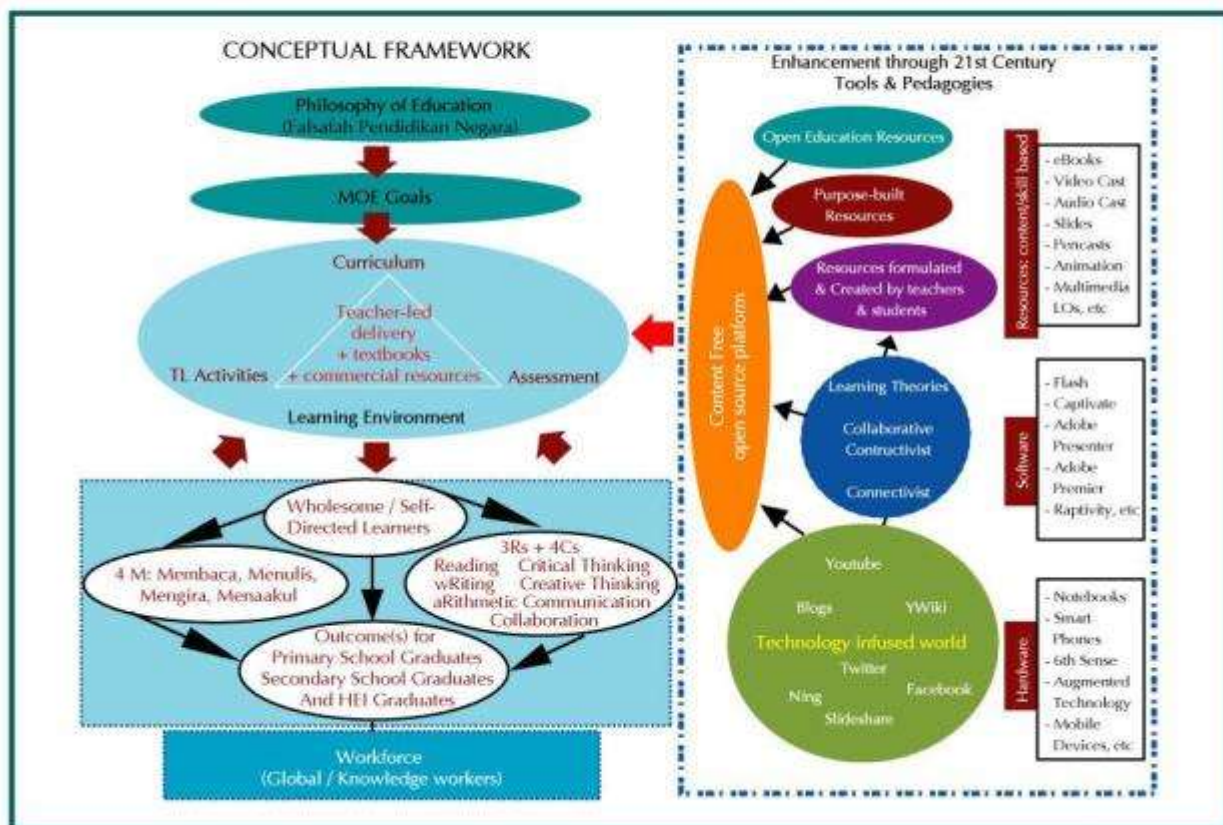 CONCEPTUAL FRAMEWORK
Philosophy of Education
(Falsafah Pendidikan Negara)
MOE Goals
Curriculum
Teacher-led
delivery
+ textbooks
+ commercial resources
TL Activities
Assessment
Learning Environment
Wholesome / Self-
Directed Learners
4 M: Membaca, Menulis,
Mengira, Menaakul
3Rs + 4Cs
Reading Critical Thinking
wRiting Creative Thinking
aRithmetic Communication
Collaboration
Outcome(s) for
Primary School Graduates
Secondary School Graduates
And HEI Graduates
Workforce
(Global / Knowledge workers)
Enhancement through 21st Century
Tools & Pedagogies
Open Education Resources
Purpose-built
Resources
Resources formulated
& Created by teachers
& students
Content Free
open source platform
Learning Theories
Collaborative
Contructivist
Connectivist
Youtube
Blogs
YWiki
Technology infused world
Twitter
Ning
Facebook
Slideshare
Resources: content/skill based
- eBooks
- Video Cast
- Audio Cast
- Slides
- Pencasts
- Animation
- Multimedia
LOs, etc
Software
- Flash
- Captivate
- Adobe
Presenter
- Adobe
Premier
- Raptivity, etc
Hardware
- Notebooks
- Smart
Phones
- 6th Sense
- Augmented
Technology
- Mobile
Devices, etc